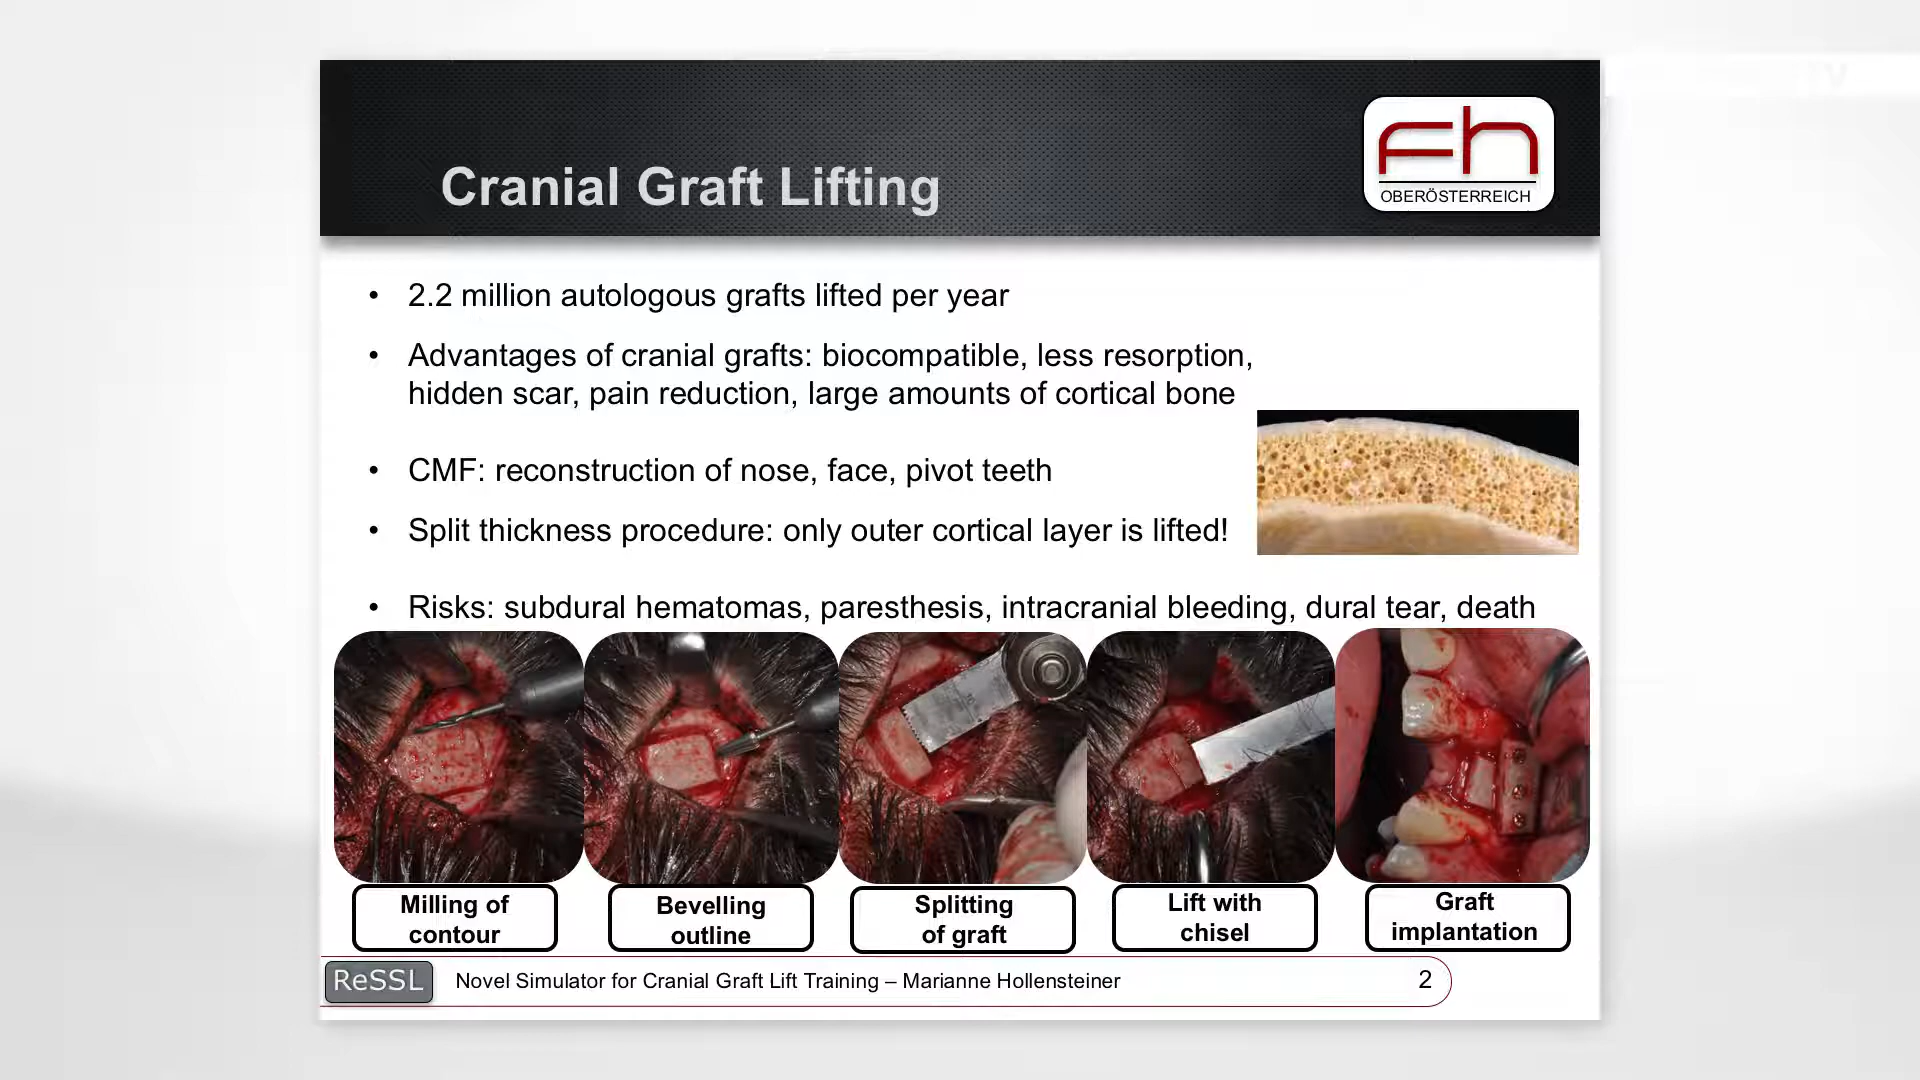 Cranial Graft Lifting
Fh
OBERÖSTERREICH
• 2.2 million autologous grafts lifted per year
• Advantages of cranial grafts: biocompatible, less resorption,
hidden scar, pain reduction, large amounts of cortical bone
• CMF: reconstruction of nose, face, pivot teeth
• Split thickness procedure: only outer cortical layer is lifted!
• Risks: subdural hematomas, paresthesis, intracranial bleeding, dural tear, death
Milling of
contour
Bevelling
outline
Splitting
of graft
Lift with
chisel
Graft
implantation
ReSSL
Novel Simulator for Cranial Graft Lift Training – Marianne Hollensteiner
2